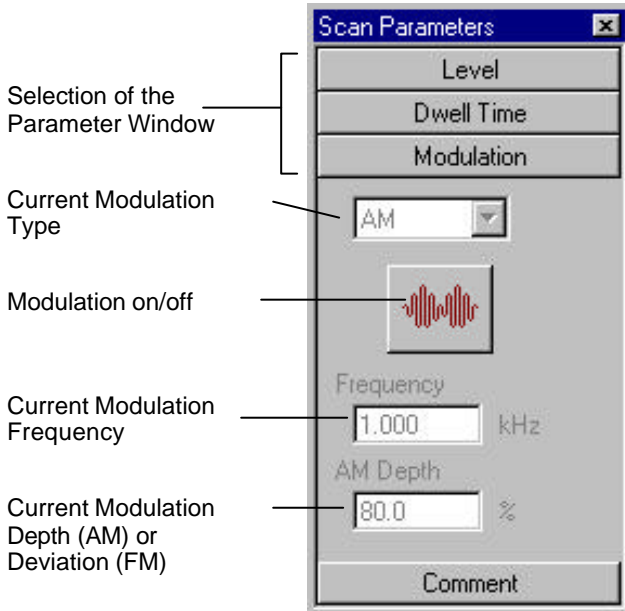 Scan Parameters
Level
Selection of the
Parameter Window
Dwell Time
Modulation
Current Modulation
Type
AM
Modulation on/off
Frequency
Current Modulation
Frequency
1.000 kHz
AM Depth
Current Modulation
Depth (AM) or
Deviation (FM)
80.0 %
Comment